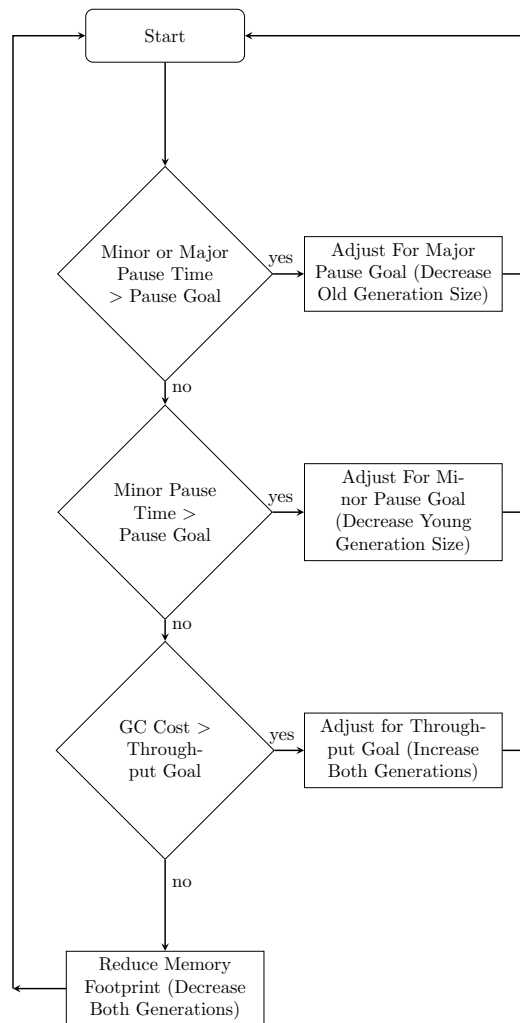 Start
Minor or Major
Pause Time
> Pause Goal
yes
Adjust For Major
Pause Goal (Decrease
Old Generation Size)
no
Minor Pause
Time >
Pause Goal
yes
Adjust For Mi-
nor Pause Goal
(Decrease Young
Generation Size)
no
GC Cost >
Through-
put Goal
yes
Adjust for Through-
put Goal (Increase
Both Generations)
no
Reduce Memory
Footprint (Decrease
Both Generations)